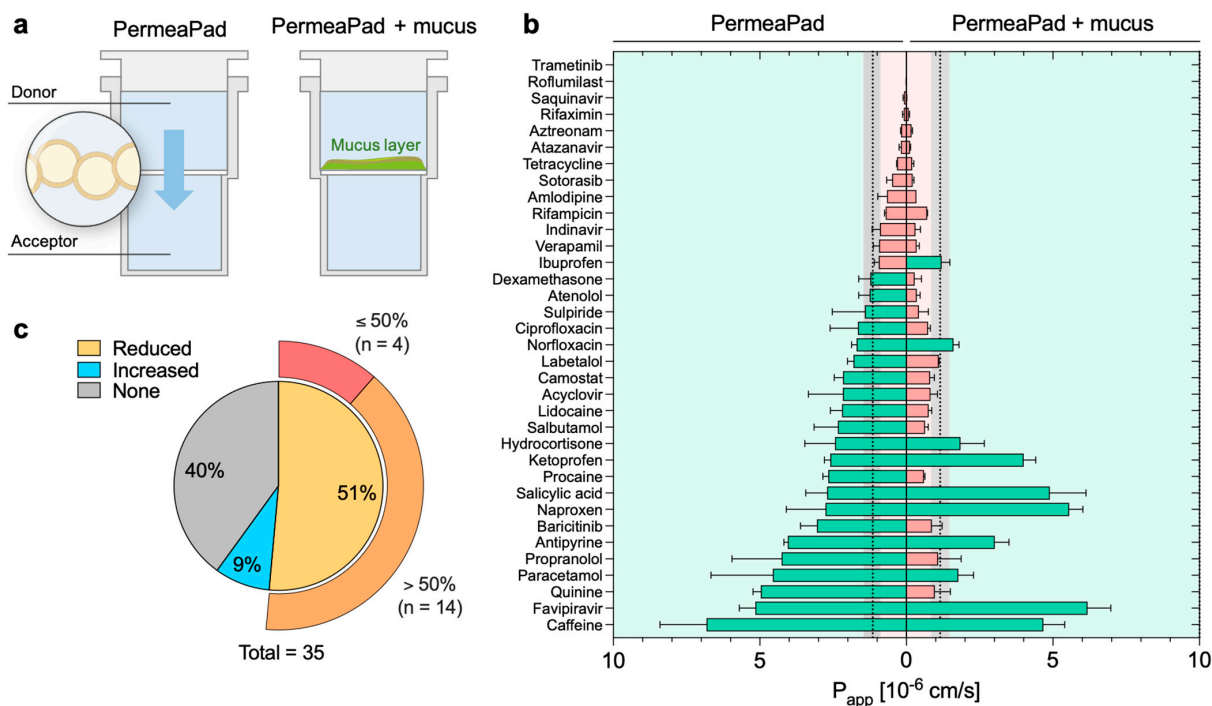 a
PermeaPad
PermeaPad + mucus
Donor
Mucus layer
Acceptor
b
PermeaPad
PermeaPad + mucus
Trametinib
Roflumilast
Saquinavir
Rifaximin
Aztreonam
Atazanavir
Tetracycline
Sotorasib
Amlodipine
Rifampicin
Indinavir
Verapamil
Ibuprofen
Dexamethasone
Atenolol
Sulpiride
Ciprofloxacin
Norfloxacin
Labetalol
Camostat
Acyclovir
Lidocaine
Salbutamol
Hydrocortisone
Ketoprofen
Procaine
Salicylic acid
Naproxen
Baricitinib
Antipyrine
Propranolol
Paracetamol
Quinine
Favipiravir
Caffeine
10 5 0 5 10
Papp [10-6 cm/s]
c
Reduced
Increased
None
≤ 50%
(n = 4)
40%
51%
9%
> 50%
(n = 14)
Total = 35